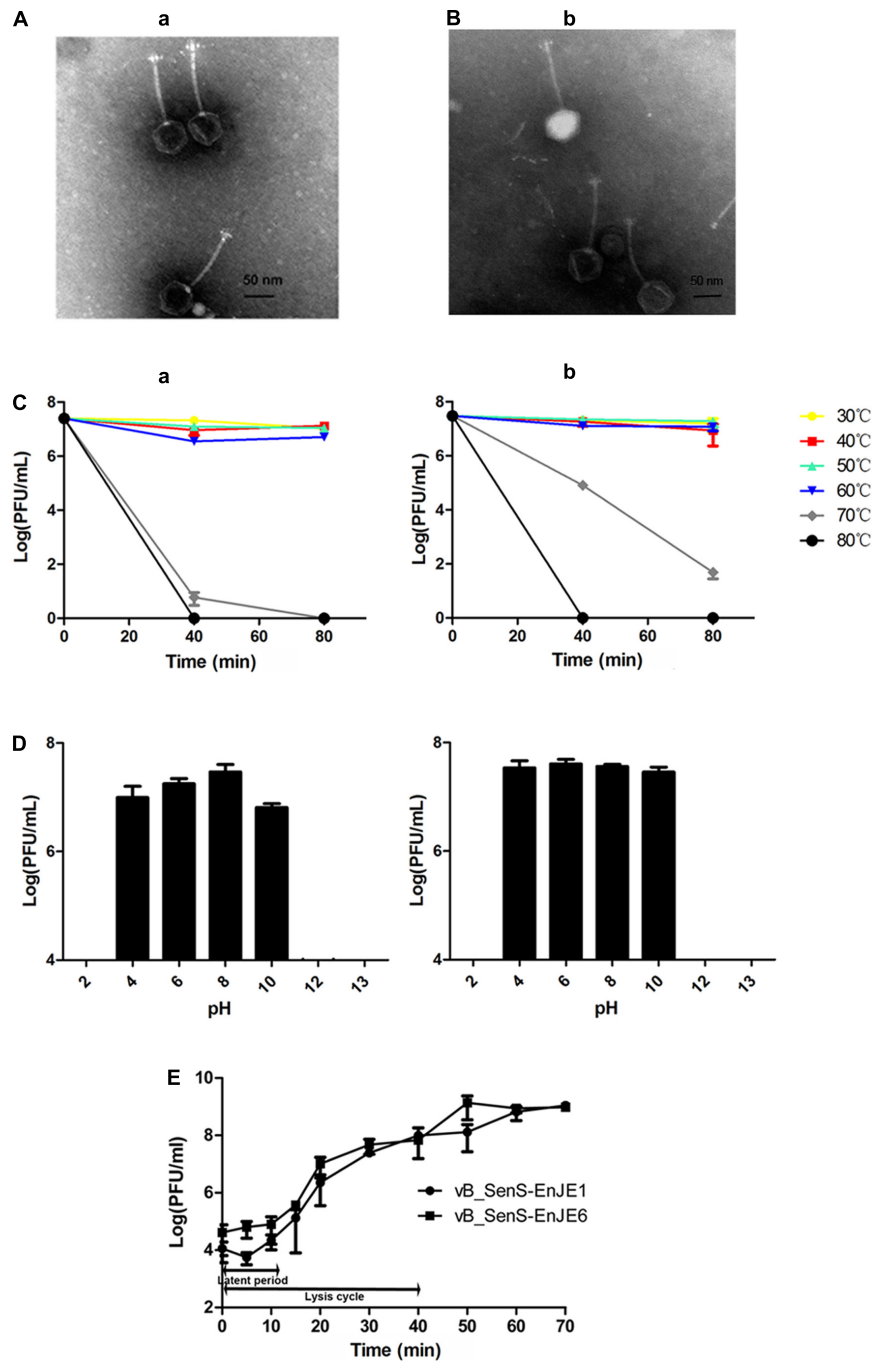 A a B b
50 nm
50 nm
a b
C
8
6
4
2
0
Log(PFU/mL)
0 20 40 60 80
Time (min)
8
6
4
2
0
Log(PFU/mL)
0 20 40 60 80
Time (min)
30℃
40℃
50℃
60℃
70℃
80℃
D
8
6
4
Log(PFU/mL)
2 4 6 8 10 12 13
pH
8
6
4
Log(PFU/mL)
2 4 6 8 10 12 13
pH
E
10
8
6
4
2
Log(PFU/ml)
vB_SenS-EnJE1
vB_SenS-EnJE6
Latent period
Lysis cycle
0 10 20 30 40 50 60 70
Time (min)